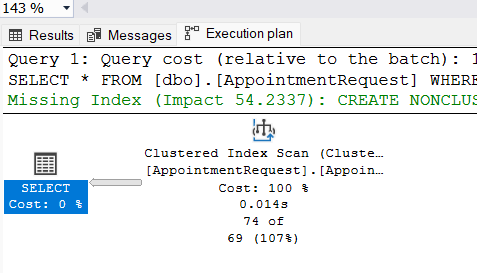 143 %
Results Messages Execution plan
Query 1: Query cost (relative to the batch): 1
SELECT * FROM [dbo].[AppointmentRequest] WHERE
Missing Index (Impact 54.2337): CREATE NONCLUS
Clustered Index Scan (Cluste…
[AppointmentRequest].[Appoin…
SELECT
Cost: 0 %
Cost: 100 %
0.014s
74 of
69 (107%)